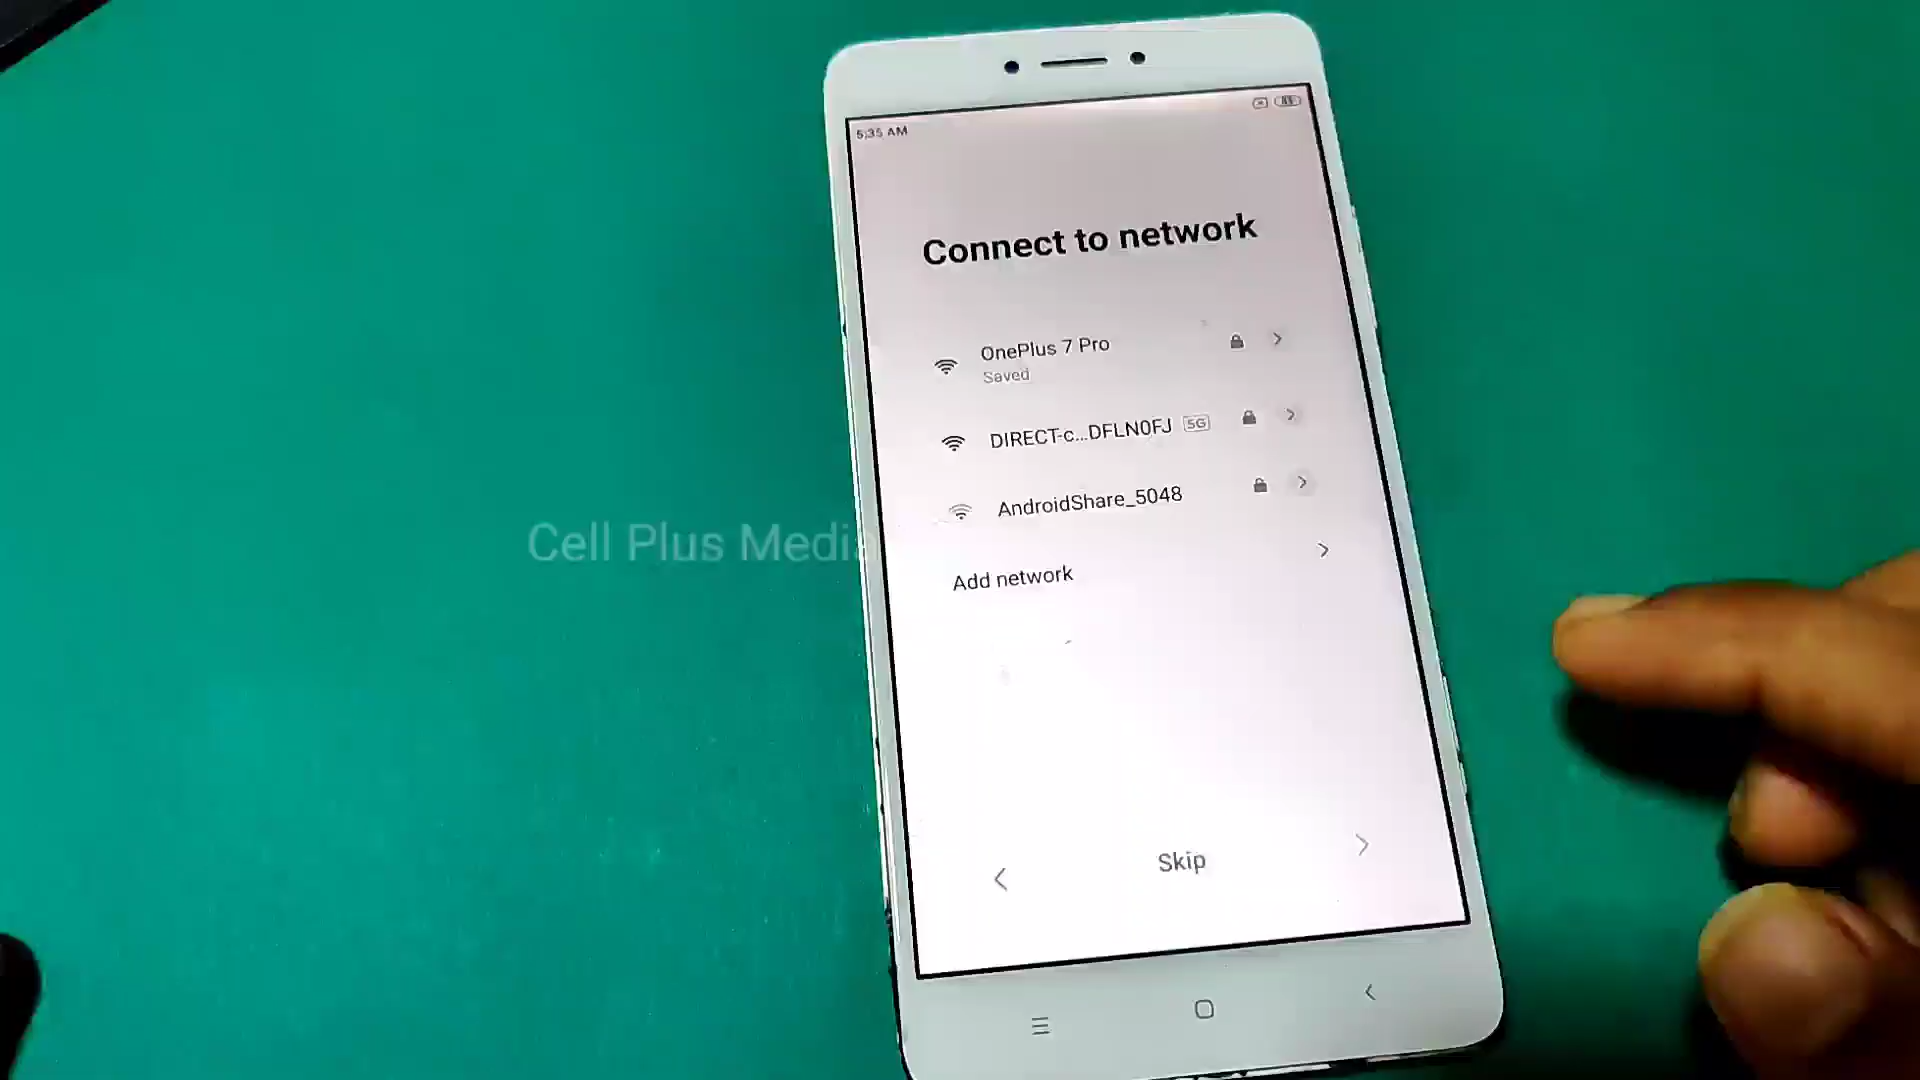 5:35 AM
Connect to network
OnePlus 7 Pro
Saved
DIRECT-c...DFLN0FJ 5G
AndroidShare_5048
Cell Plus Media
Add network
Skip